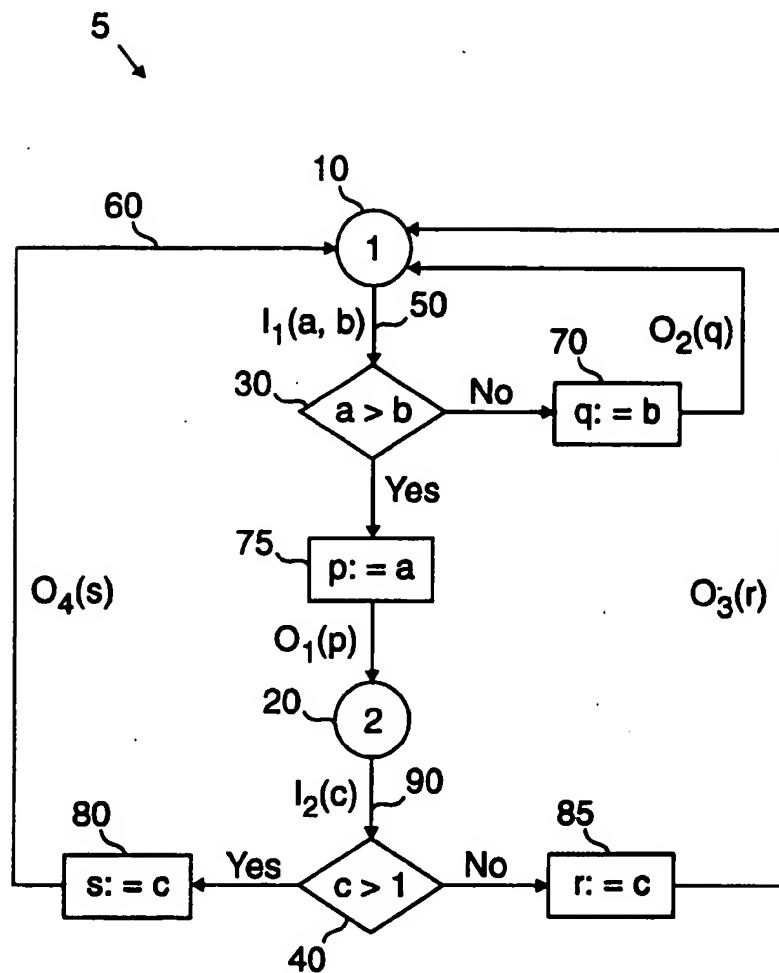 5
10
60
1
50
I₁(a, b)
O₂(q)
70
30
a > b
No
q: = b
Yes
75
p: = a
O₄(s)
O₃(r)
O₁(p)
20
2
I₂(c)
90
80
85
s: = c
Yes
c > 1
No
r: = c
40